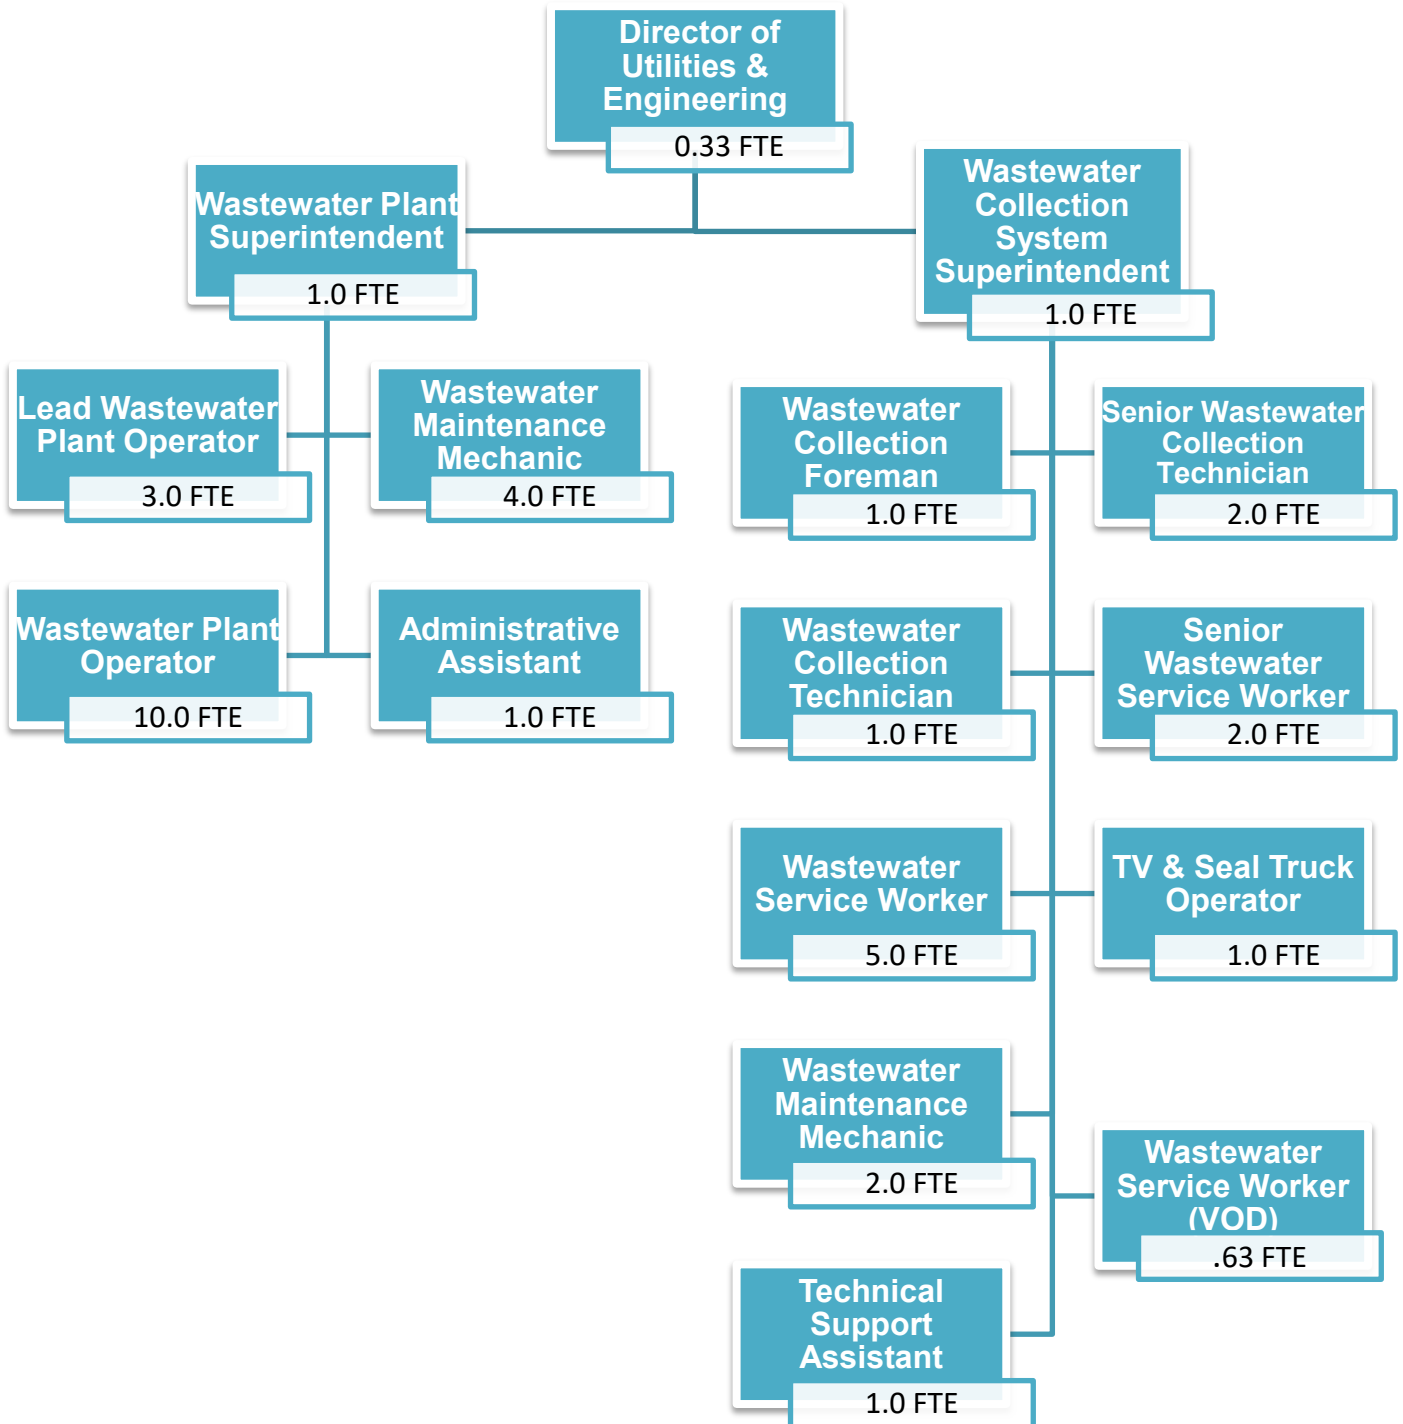 Director of
Utilities &
Engineering
0.33 FTE
Wastewater Plant
Superintendent
1.0 FTE
Wastewater
Collection
System
Superintendent
1.0 FTE
Lead Wastewater
Plant Operator
3.0 FTE
Wastewater
Maintenance
Mechanic
4.0 FTE
Wastewater Plant
Operator
10.0 FTE
Administrative
Assistant
1.0 FTE
Wastewater
Collection
Foreman
1.0 FTE
Senior Wastewater
Collection
Technician
2.0 FTE
Wastewater
Collection
Technician
1.0 FTE
Senior
Wastewater
Service Worker
2.0 FTE
Wastewater
Service Worker
5.0 FTE
TV & Seal Truck
Operator
1.0 FTE
Wastewater
Maintenance
Mechanic
2.0 FTE
Wastewater
Service Worker
(VOD)
.63 FTE
Technical
Support
Assistant
1.0 FTE